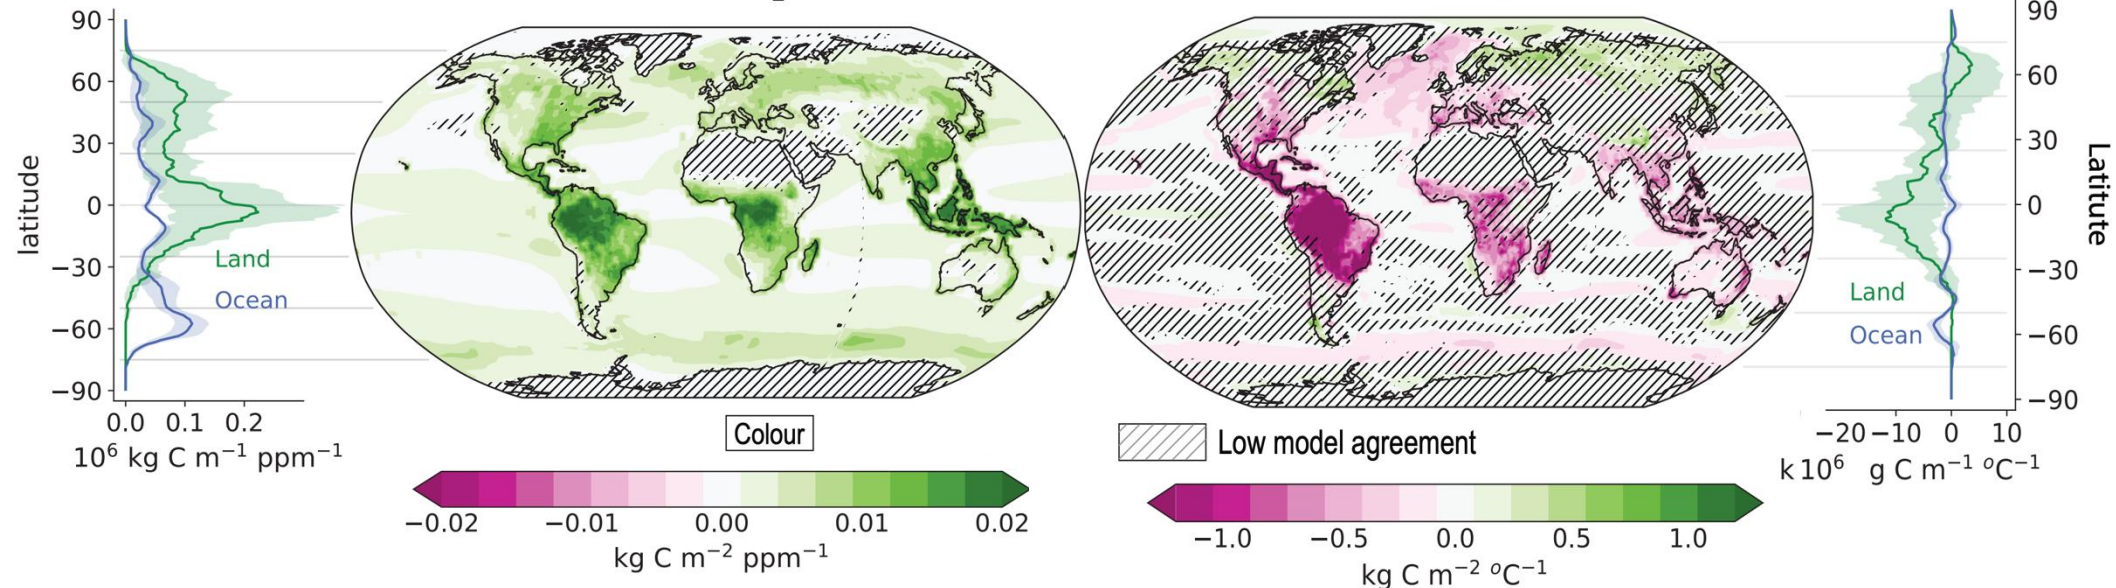 90
60
30
0
−30
−60
−90
latitude
Land
Ocean
0.0 0.1 0.2
10⁶ kg C m⁻¹ ppm⁻¹
Colour
−0.02 −0.01 0.00 0.01 0.02
kg C m⁻² ppm⁻¹
Low model agreement
−1.0 −0.5 0.0 0.5 1.0
kg C m⁻² °C⁻¹
90
60
30
0
−30
−60
−90
Latitute
Land
Ocean
−20 −10 0 10
k 10⁶ g C m⁻¹ °C⁻¹